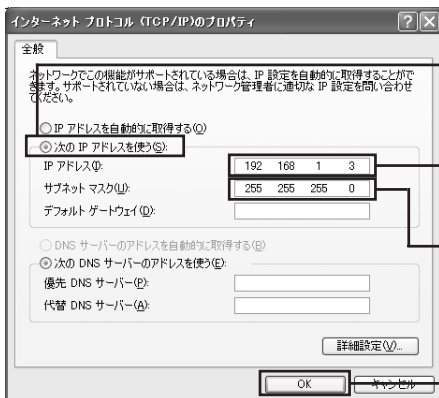 インターネット プロトコル (TCP/IP)のプロパティ
全般
ネットワークでこの機能がサポートされている場合は、IP 設定を自動的に取得することがで
きます。サポートされていない場合は、ネットワーク管理者に適切な IP 設定を問い合わせ
てください。
IP アドレスを自動的に取得する(O)
次の IP アドレスを使う(S):
IP アドレス(I): 192 168 1 3
サブネット マスク(U): 255 255 255 0
デフォルト ゲートウェイ(D):
DNS サーバーのアドレスを自動的に取得する(B)
次の DNS サーバーのアドレスを使う(E):
優先 DNS サーバー(P):
代替 DNS サーバー(A):
詳細設定(V)...
OK キャンセル